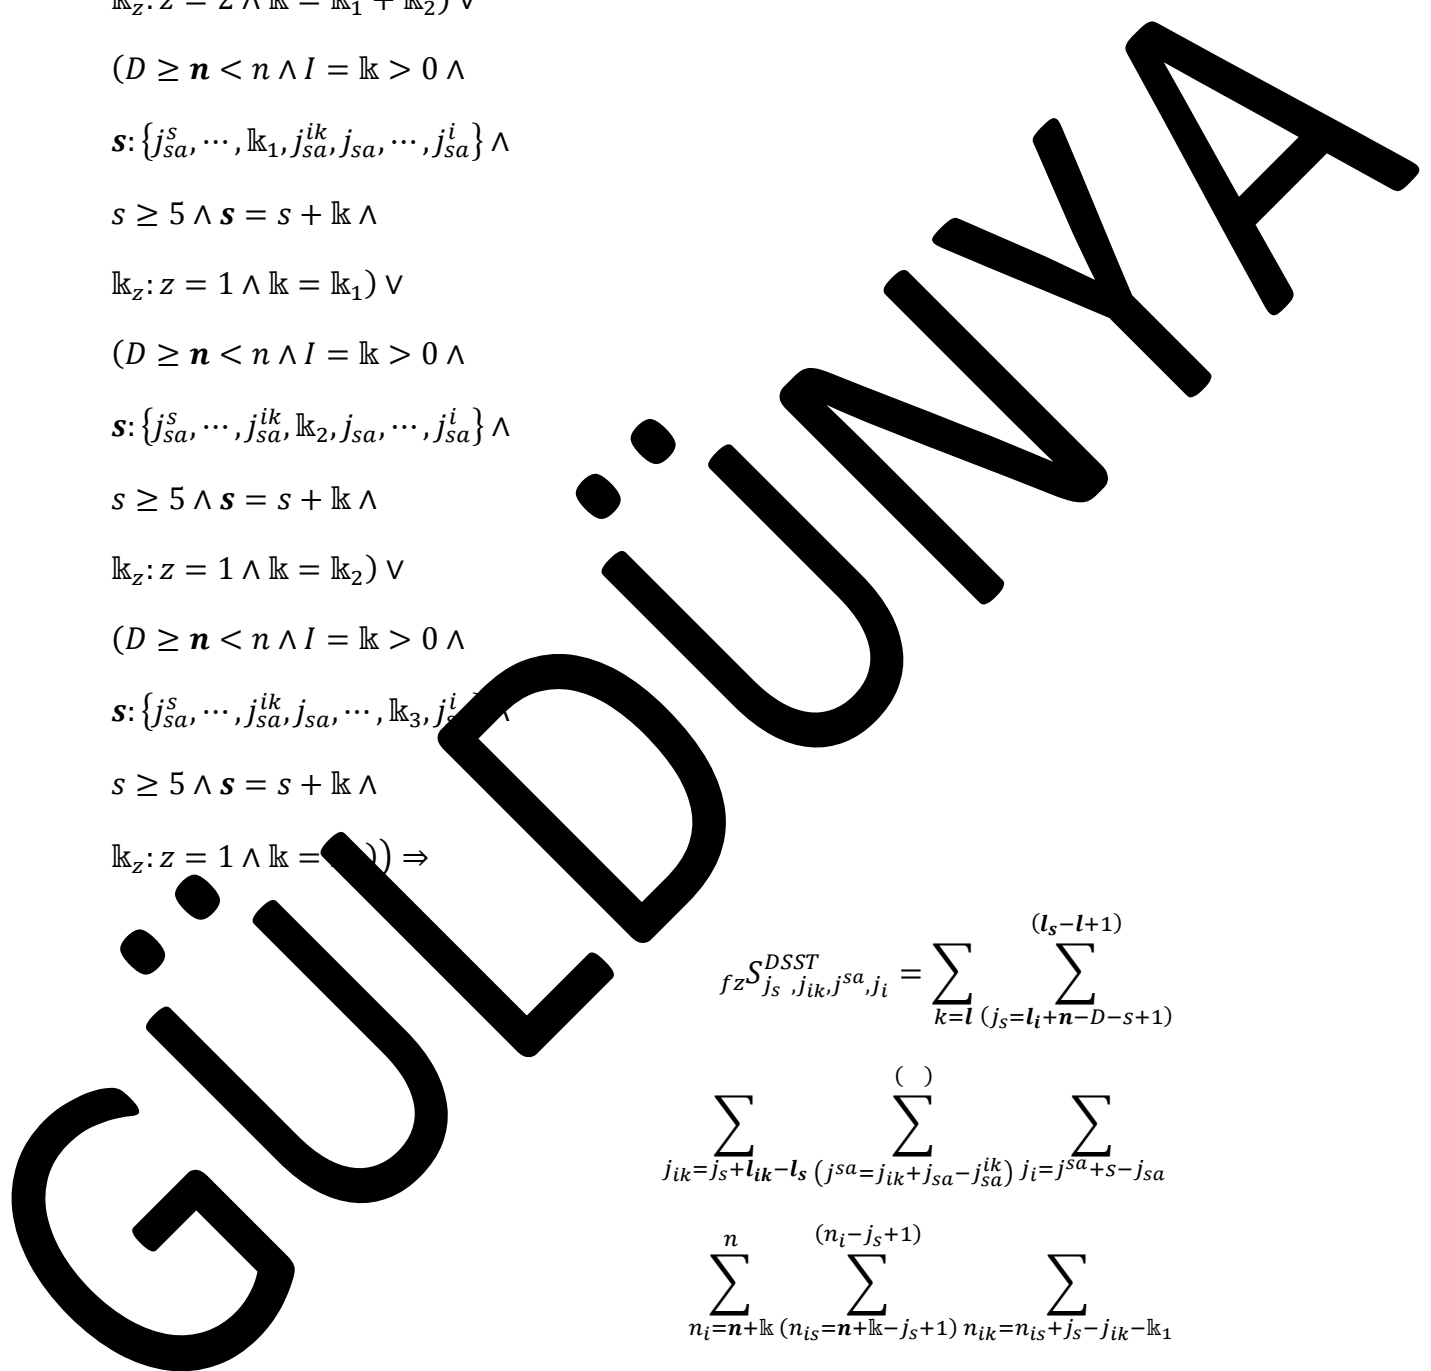 𝕜_z: z = 2 ∧ 𝕜 = 𝕜_1 + 𝕜_2) ∨
(D ≥ 𝒏 < n ∧ I = 𝕜 > 0 ∧
𝒔: {j_{sa}^{s}, ⋯, 𝕜_1, j_{sa}^{ik}, j_{sa}, ⋯, j_{sa}^{i}} ∧
s ≥ 5 ∧ 𝒔 = s + 𝕜 ∧
𝕜_z: z = 1 ∧ 𝕜 = 𝕜_1) ∨
(D ≥ 𝒏 < n ∧ I = 𝕜 > 0 ∧
𝒔: {j_{sa}^{s}, ⋯, j_{sa}^{ik}, 𝕜_2, j_{sa}, ⋯, j_{sa}^{i}} ∧
s ≥ 5 ∧ 𝒔 = s + 𝕜 ∧
𝕜_z: z = 1 ∧ 𝕜 = 𝕜_2) ∨
(D ≥ 𝒏 < n ∧ I = 𝕜 > 0 ∧
𝒔: {j_{sa}^{s}, ⋯, j_{sa}^{ik}, j_{sa}, ⋯, 𝕜_3, j^{i} ∧
s ≥ 5 ∧ 𝒔 = s + 𝕜 ∧
𝕜_z: z = 1 ∧ 𝕜 = )) ⇒
GÜLDÜNYA
_{fz}S_{j_s,j_{ik},j^{sa},j_i}^{DSST} = ∑_{k=𝒍} ∑_{(j_s=𝒍_𝒊+𝒏−D−s+1)}^{(𝒍_𝒔−𝒍+1)}
∑_{j_{ik}=j_s+𝒍_{𝒊𝒌}−𝒍_𝒔} ∑_{(j^{sa}=j_{ik}+j_{sa}−j_{sa}^{ik})}^{( )} ∑_{j_i=j^{sa}+s−j_{sa}}
∑_{n_i=𝒏+𝕜}^{n} ∑_{(n_{is}=𝒏+𝕜−j_s+1)}^{(n_i−j_s+1)} ∑_{n_{ik}=n_{is}+j_s−j_{ik}−𝕜_1}